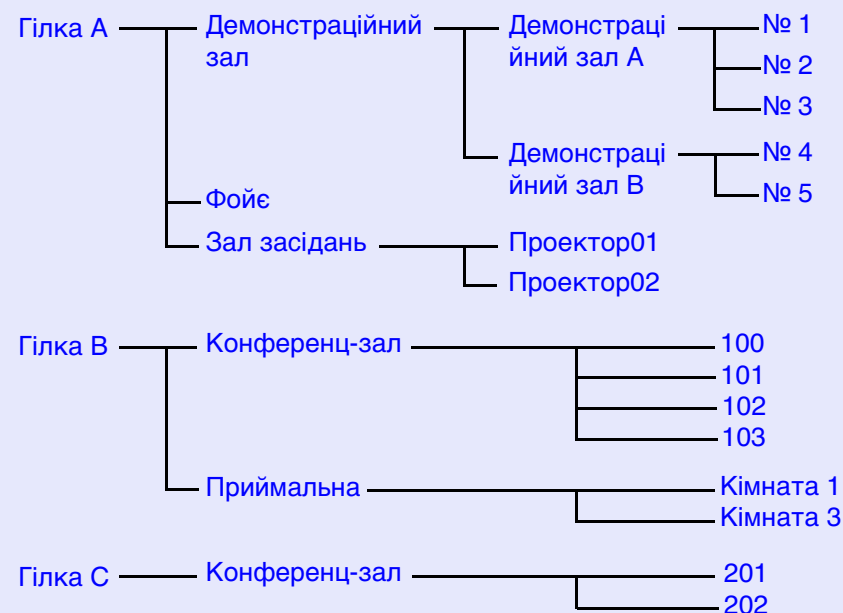 Гілка A
Демонстраційний
зал
Демонстраці
йний зал A
№ 1
№ 2
№ 3
Демонстраці
йний зал B
№ 4
№ 5
Фойє
Зал засідань
Проектор01
Проектор02
Гілка B
Конференц-зал
100
101
102
103
Приймальна
Кімната 1
Кімната 3
Гілка C
Конференц-зал
201
202